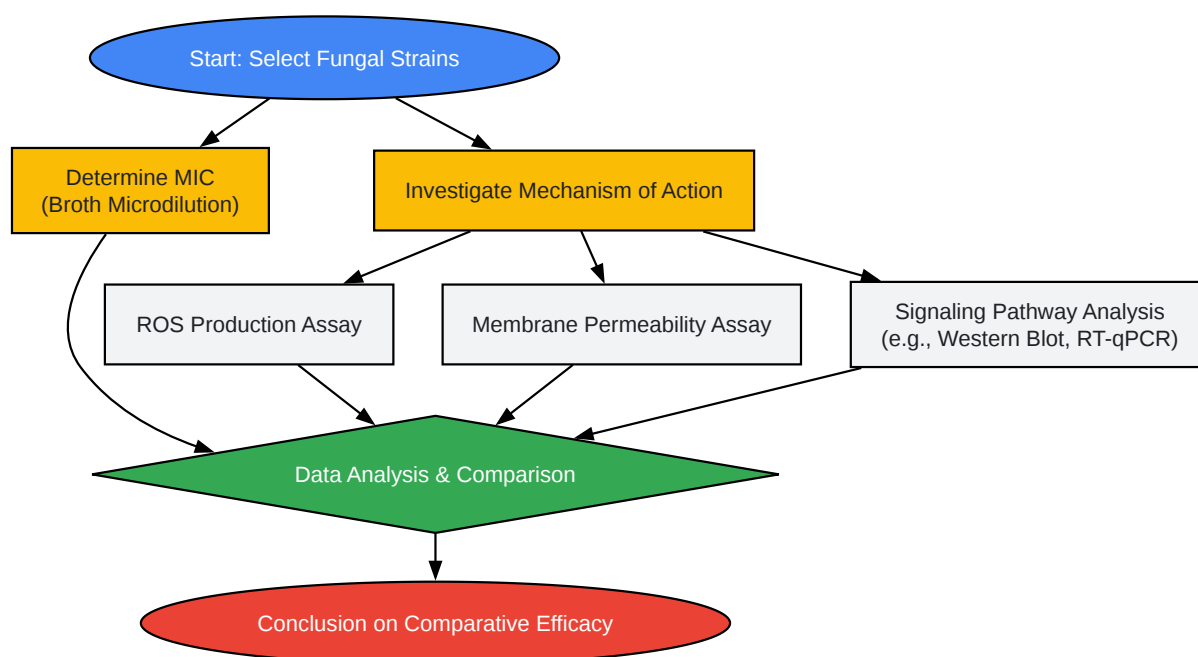 Start: Select Fungal Strains
Determine MIC
(Broth Microdilution)
Investigate Mechanism of Action
ROS Production Assay
Membrane Permeability Assay
Signaling Pathway Analysis
(e.g., Western Blot, RT-qPCR)
Data Analysis & Comparison
Conclusion on Comparative Efficacy